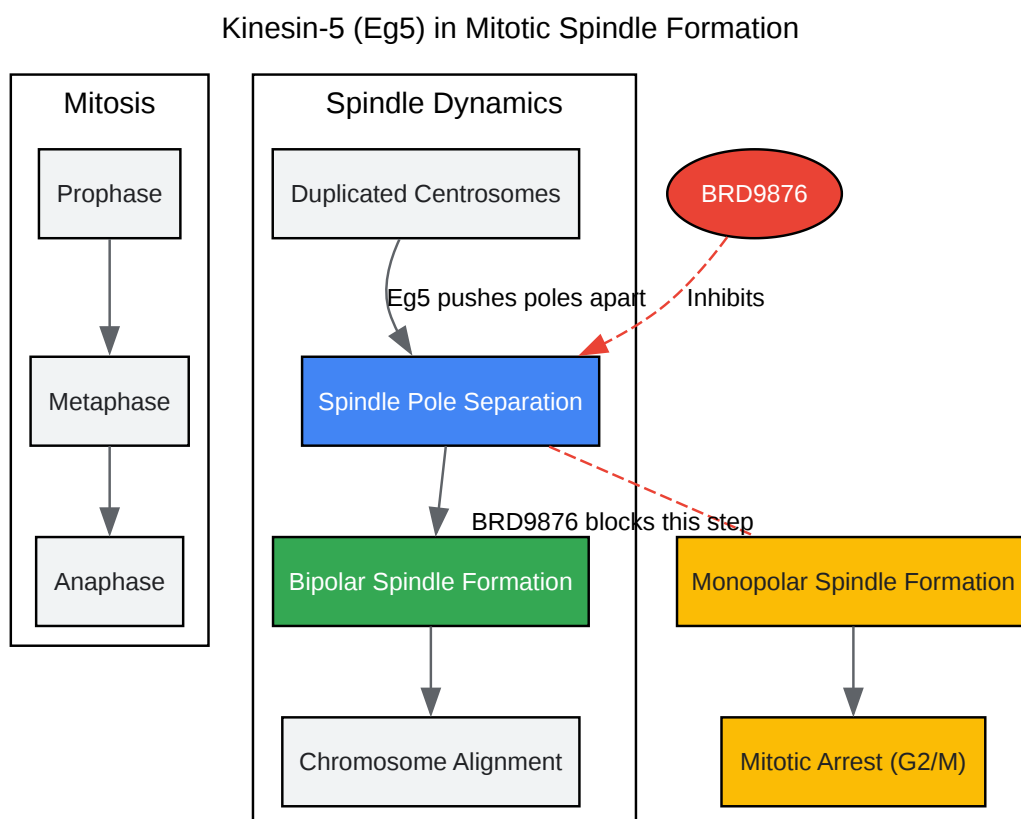 Kinesin-5 (Eg5) in Mitotic Spindle Formation
Mitosis
Prophase
Metaphase
Anaphase
Spindle Dynamics
Duplicated Centrosomes
Eg5 pushes poles apart
Spindle Pole Separation
BRD9876 blocks this step
Bipolar Spindle Formation
Chromosome Alignment
BRD9876
Inhibits
Monopolar Spindle Formation
Mitotic Arrest (G2/M)